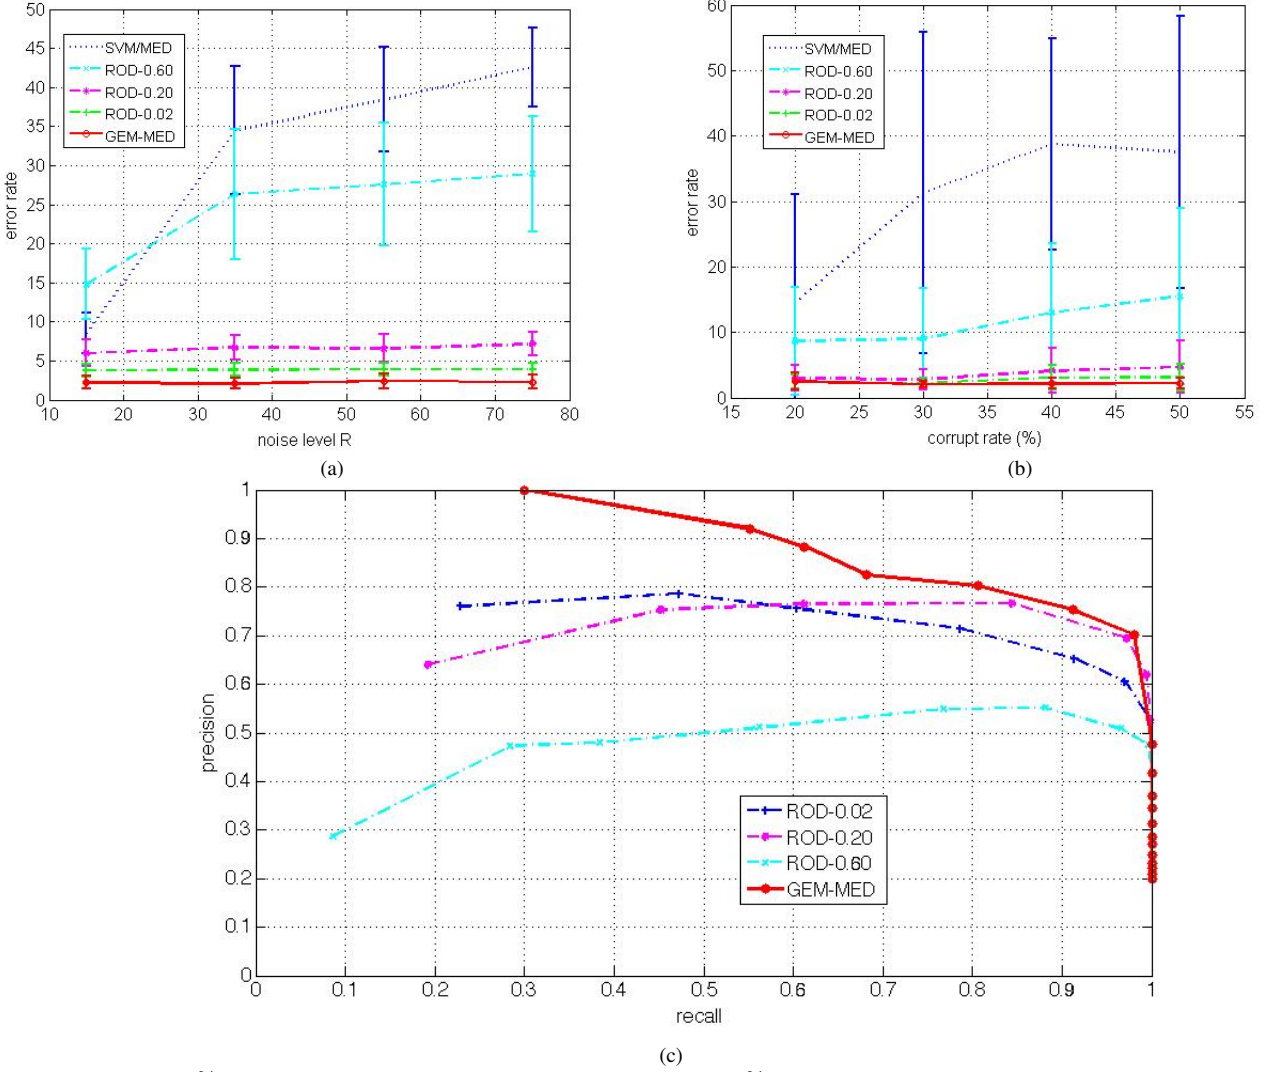 50
45
40
35
30
25
20
15
10
5
0
error rate
SVM/MED
ROD-0.60
ROD-0.20
ROD-0.02
GEM-MED
10 20 30 40 50 60 70 80
noise level R
(a)
60
50
40
30
20
10
0
error rate
SVM/MED
ROD-0.60
ROD-0.20
ROD-0.02
GEM-MED
15 20 25 30 35 40 45 50 55
corrupt rate (%)
(b)
1
0.9
0.8
0.7
0.6
0.5
0.4
0.3
0.2
0.1
0
precision
ROD-0.02
ROD-0.20
ROD-0.60
GEM-MED
0 0.1 0.2 0.3 0.4 0.5 0.6 0.7 0.8 0.9 1
recall
(c)